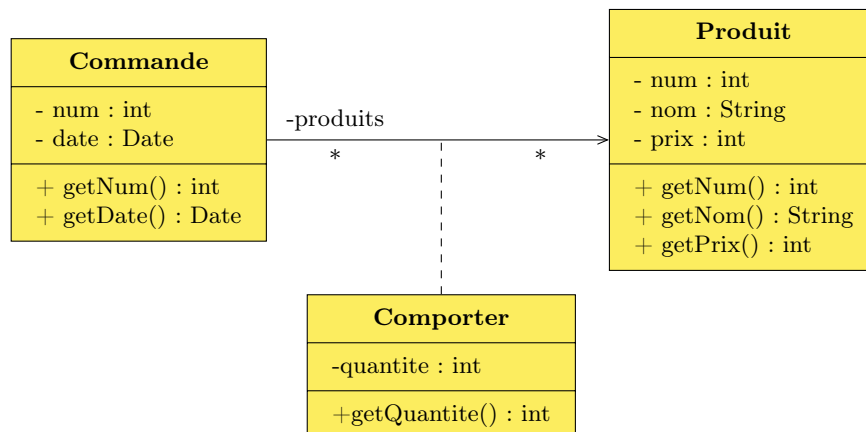 Commande
- num : int
- date : Date
+ getNum() : int
+ getDate() : Date
-produits
*
*
Produit
- num : int
- nom : String
- prix : int
+ getNum() : int
+ getNom() : String
+ getPrix() : int
Comporter
-quantite : int
+getQuantite() : int